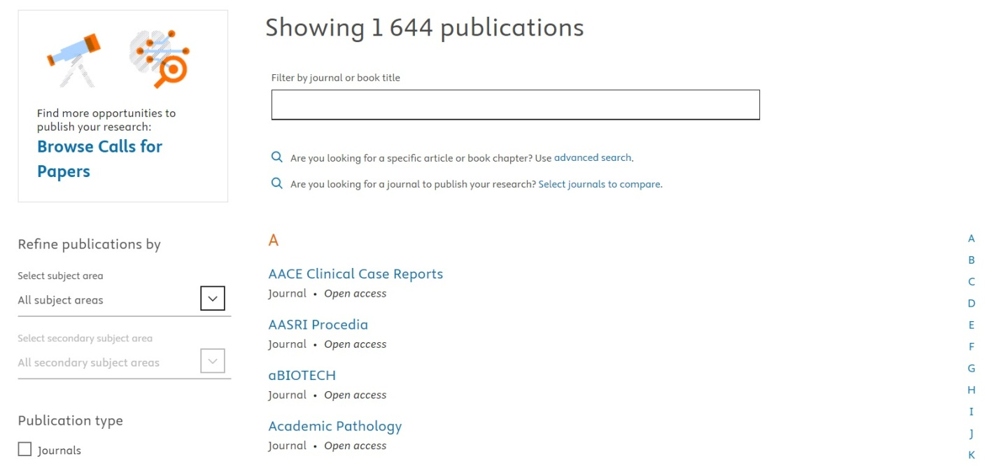 Find more opportunities to
publish your research:
Browse Calls for
Papers
Refine publications by
Select subject area
All subject areas
Select secondary subject area
All secondary subject areas
Publication type
Journals
Showing 1 644 publications
Filter by journal or book title
Are you looking for a specific article or book chapter? Use advanced search.
Are you looking for a journal to publish your research? Select journals to compare.
A
AACE Clinical Case Reports
Journal • Open access
AASRI Procedia
Journal • Open access
aBIOTECH
Journal • Open access
Academic Pathology
Journal • Open access
A
B
C
D
E
F
G
H
I
J
K